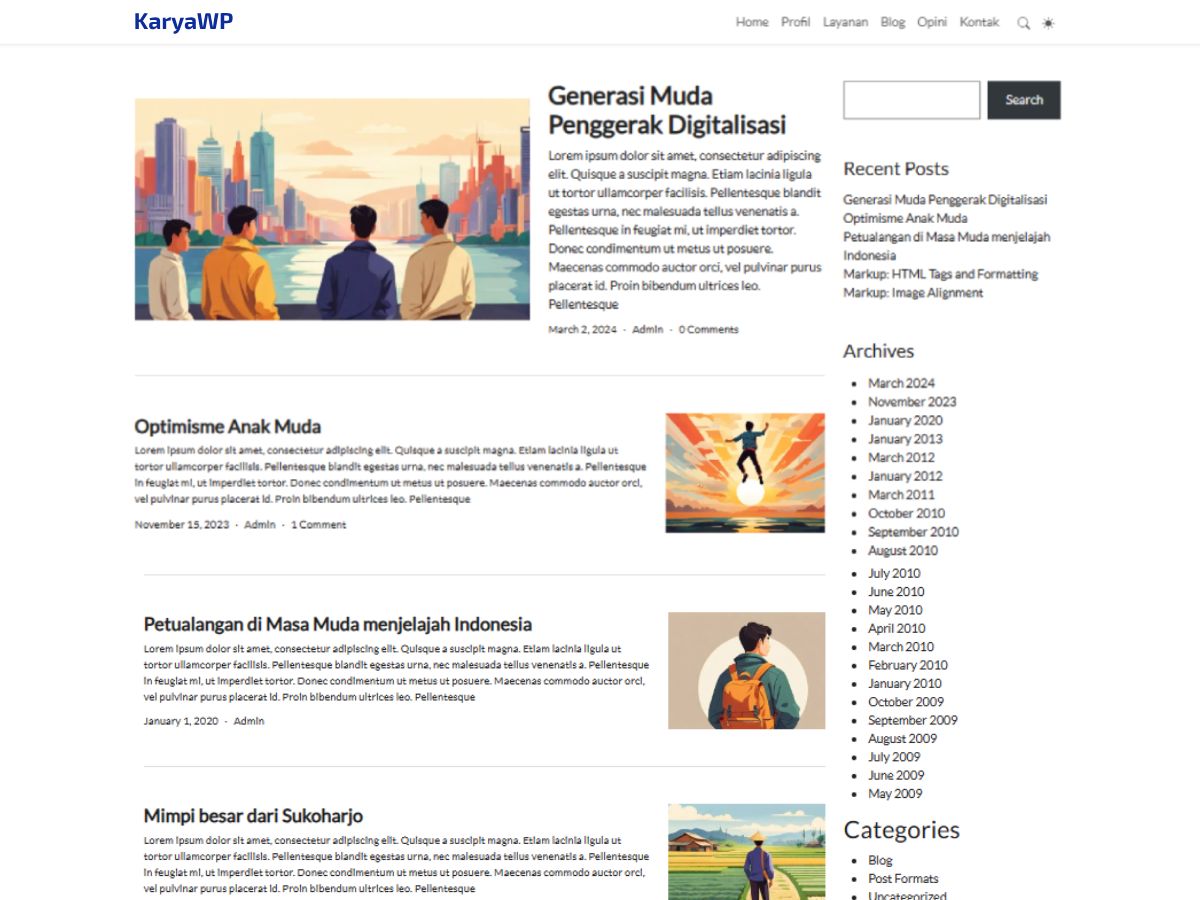 KaryaWP
Home Profil Layanan Blog Opini Kontak
Generasi Muda
Penggerak Digitalisasi
Lorem ipsum dolor sit amet, consectetur adipiscing
elit. Quisque a suscipit magna. Etiam lacinia ligula
ut tortor ullamcorper facilisis. Pellentesque blandit
egestas urna, nec malesuada tellus venenatis a.
Pellentesque in feugiat mi, ut imperdiet tortor.
Donec condimentum ut metus ut posuere.
Maecenas commodo auctor orci, vel pulvinar purus
placerat id. Proin bibendum ultrices leo.
Pellentesque
March 2, 2024 · Admin · 0 Comments
Optimisme Anak Muda
Lorem ipsum dolor sit amet, consectetur adipiscing elit. Quisque a suscipit magna. Etiam lacinia ligula ut
tortor ullamcorper facilisis. Pellentesque blandit egestas urna, nec malesuada tellus venenatis a. Pellentesque
in feugiat mi, ut imperdiet tortor. Donec condimentum ut metus ut posuere. Maecenas commodo auctor orci,
vel pulvinar purus placerat id. Proin bibendum ultrices leo. Pellentesque
November 15, 2023 · Admin · 1 Comment
Petualangan di Masa Muda menjelajah Indonesia
Lorem ipsum dolor sit amet, consectetur adipiscing elit. Quisque a suscipit magna. Etiam lacinia ligula ut
tortor ullamcorper facilisis. Pellentesque blandit egestas urna, nec malesuada tellus venenatis a. Pellentesque
in feugiat mi, ut imperdiet tortor. Donec condimentum ut metus ut posuere. Maecenas commodo auctor orci,
vel pulvinar purus placerat id. Proin bibendum ultrices leo. Pellentesque
January 1, 2020 · Admin
Mimpi besar dari Sukoharjo
Lorem ipsum dolor sit amet, consectetur adipiscing elit. Quisque a suscipit magna. Etiam lacinia ligula ut
tortor ullamcorper facilisis. Pellentesque blandit egestas urna, nec malesuada tellus venenatis a. Pellentesque
in feugiat mi, ut imperdiet tortor. Donec condimentum ut metus ut posuere. Maecenas commodo auctor orci,
vel pulvinar purus placerat id. Proin bibendum ultrices leo. Pellentesque
Search
Recent Posts
Generasi Muda Penggerak Digitalisasi
Optimisme Anak Muda
Petualangan di Masa Muda menjelajah
Indonesia
Markup: HTML Tags and Formatting
Markup: Image Alignment
Archives
March 2024
November 2023
January 2020
January 2013
March 2012
January 2012
March 2011
October 2010
September 2010
August 2010
July 2010
June 2010
May 2010
April 2010
March 2010
February 2010
January 2010
October 2009
September 2009
August 2009
July 2009
June 2009
May 2009
Categories
Blog
Post Formats
Uncategorized